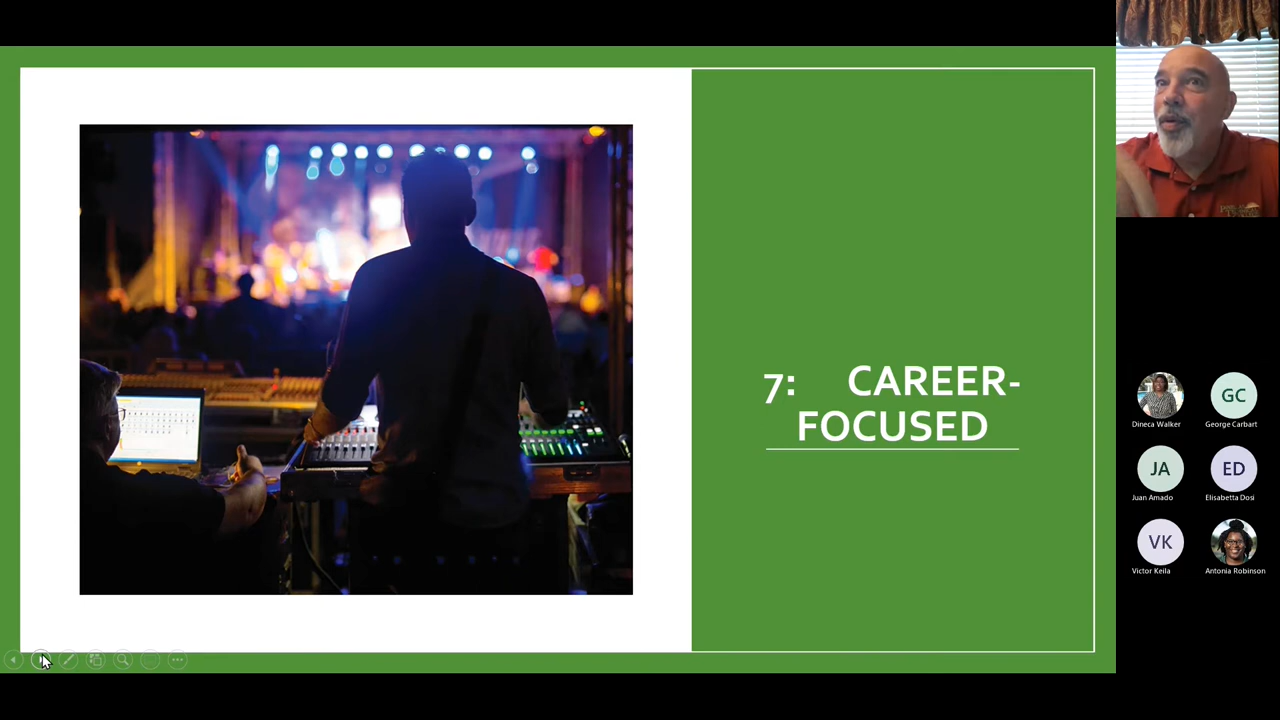 7: CAREER-
FOCUSED
Dineca Walker
GC
George Carbart
JA
Juan Amado
ED
Elisabetta Dosi
VK
Victor Keila
Antonia Robinson